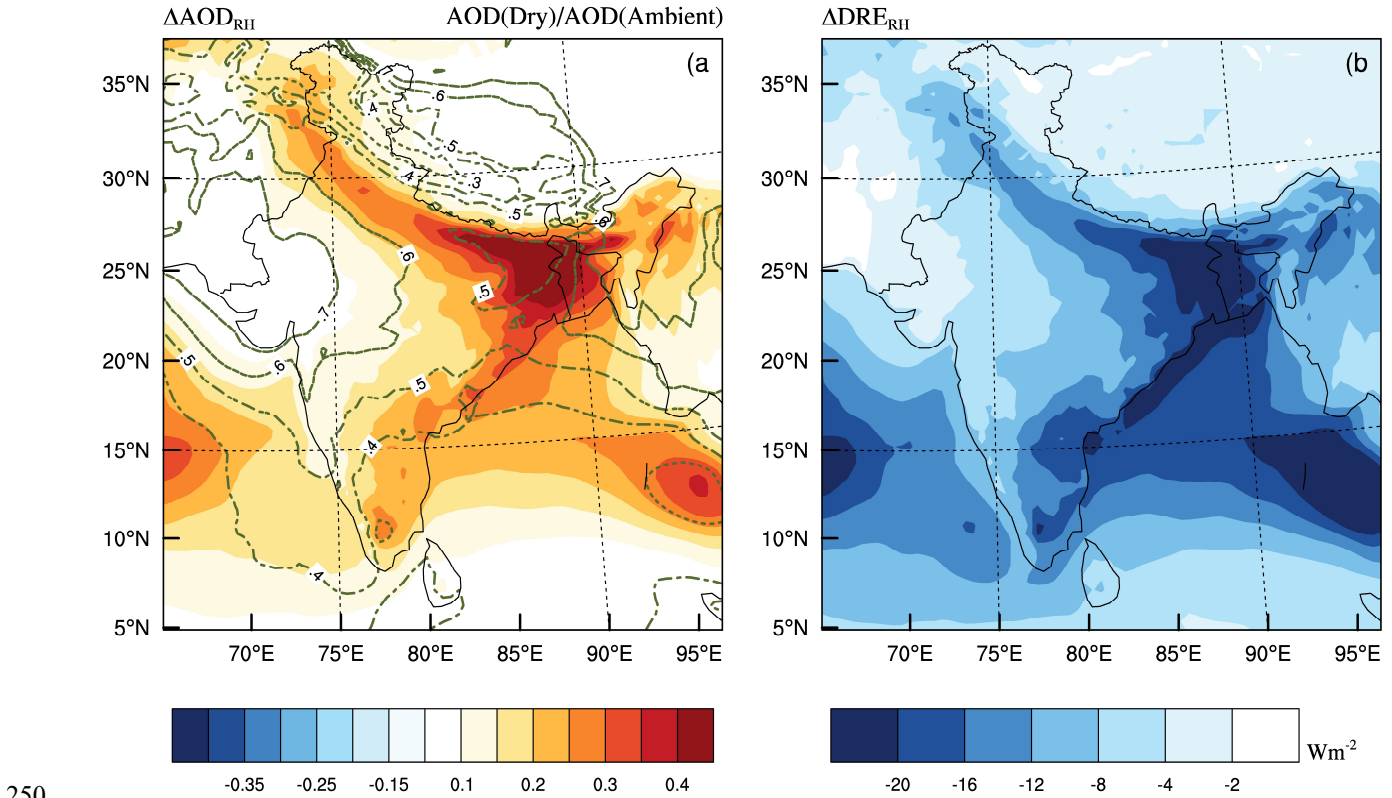 ΔAOD_RH AOD(Dry)/AOD(Ambient) ΔDRE_RH
(a (b
35°N 35°N
30°N 30°N
25°N 25°N
20°N 20°N
15°N 15°N
10°N 10°N
5°N 5°N
.4 .6
.5
.4 .3 .7
.5 .6
.6
.5
.7
.5 .6 .5
.4
.4
70°E 75°E 80°E 85°E 90°E 95°E 70°E 75°E 80°E 85°E 90°E 95°E
Wm⁻²
-0.35 -0.25 -0.15 0.1 0.2 0.3 0.4 -20 -16 -12 -8 -4 -2
250